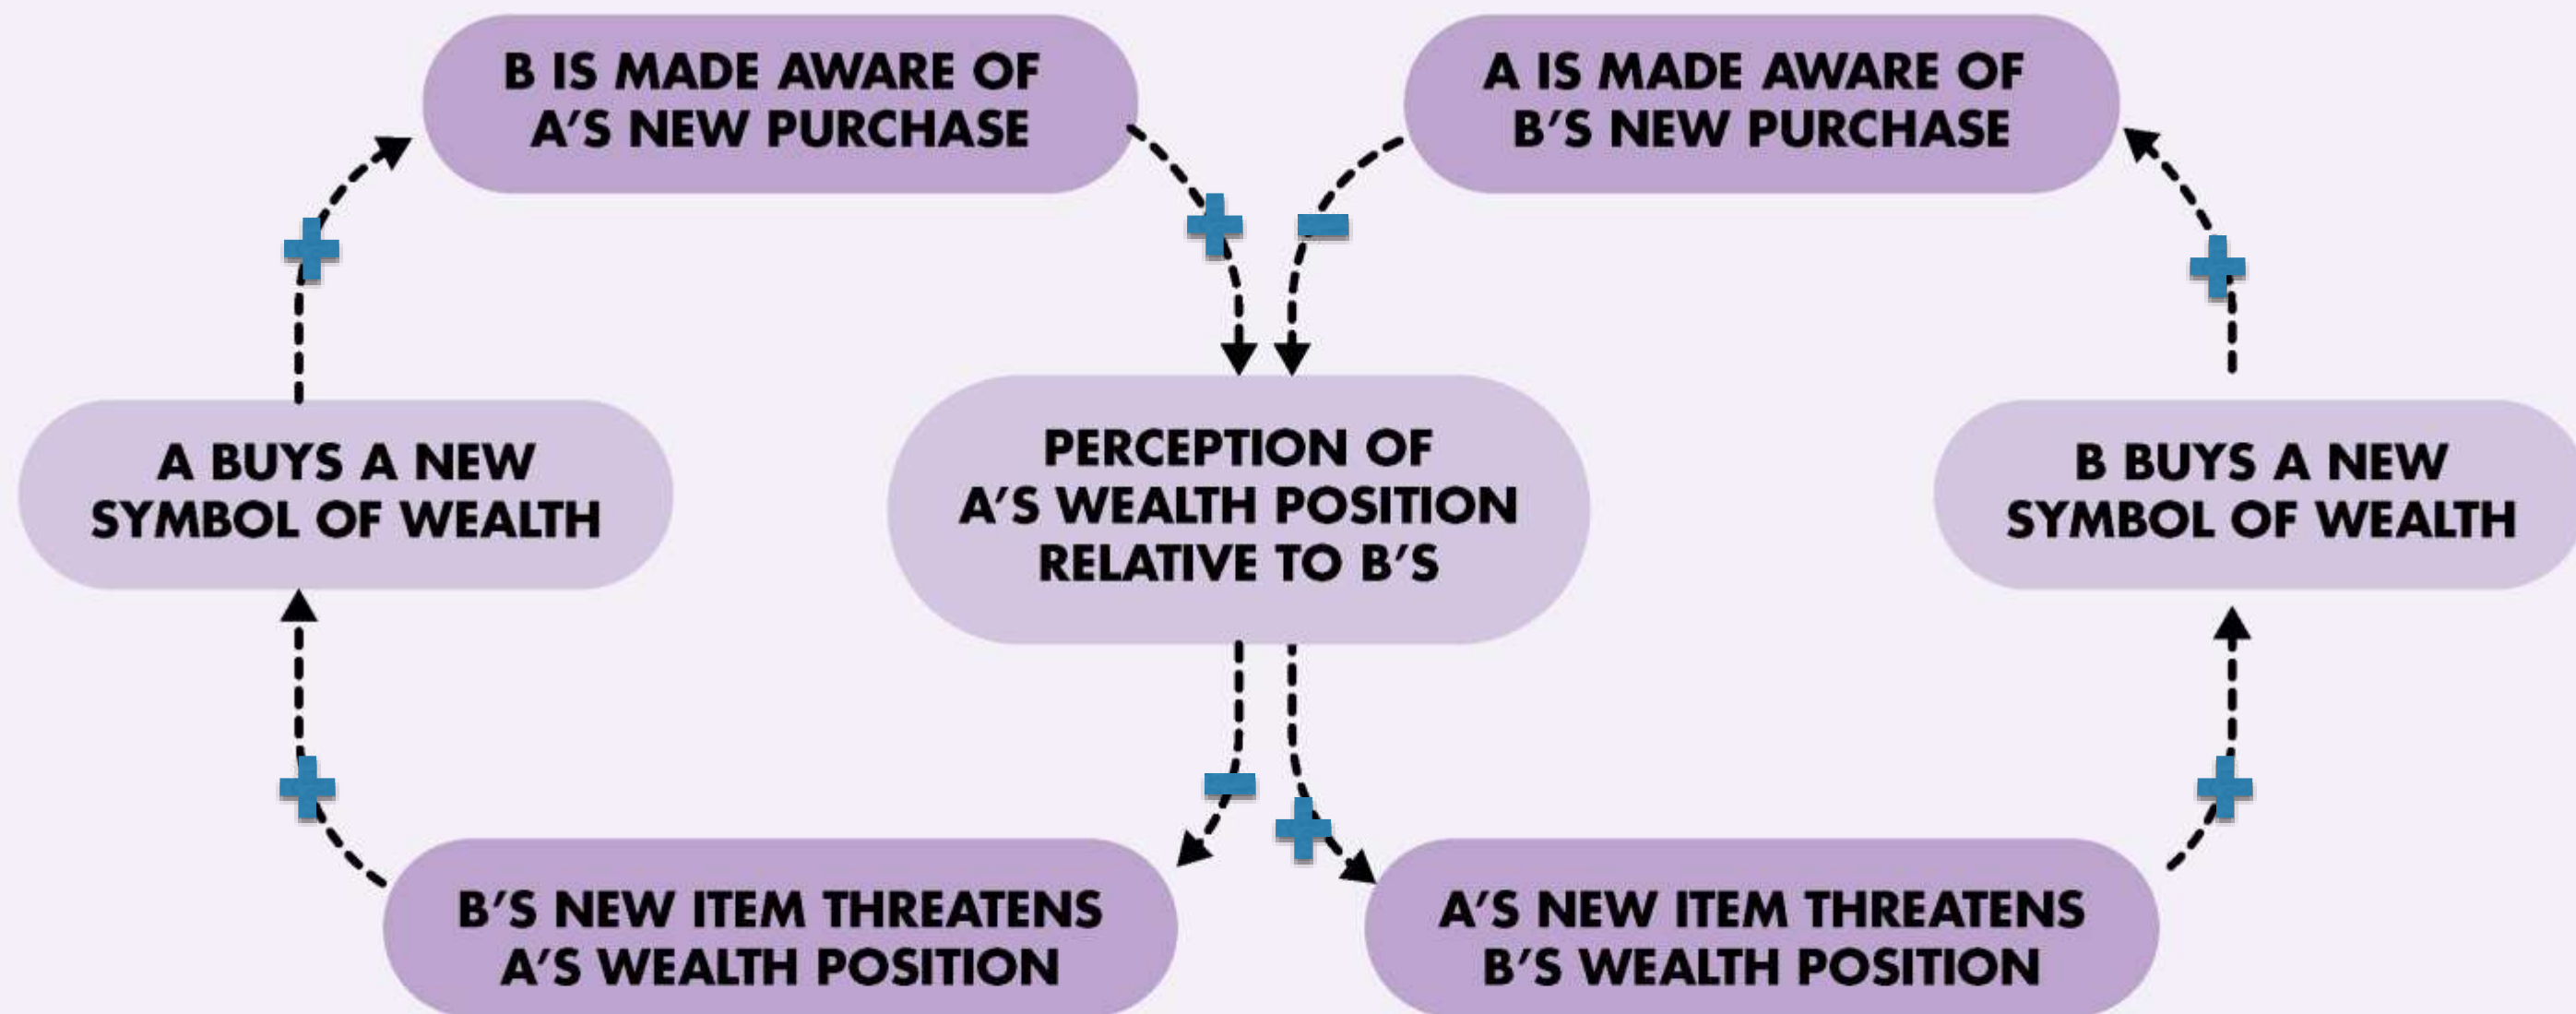 B IS MADE AWARE OF
A'S NEW PURCHASE
A IS MADE AWARE OF
B'S NEW PURCHASE
A BUYS A NEW
SYMBOL OF WEALTH
PERCEPTION OF
A'S WEALTH POSITION
RELATIVE TO B'S
B BUYS A NEW
SYMBOL OF WEALTH
B'S NEW ITEM THREATENS
A'S WEALTH POSITION
A'S NEW ITEM THREATENS
B'S WEALTH POSITION